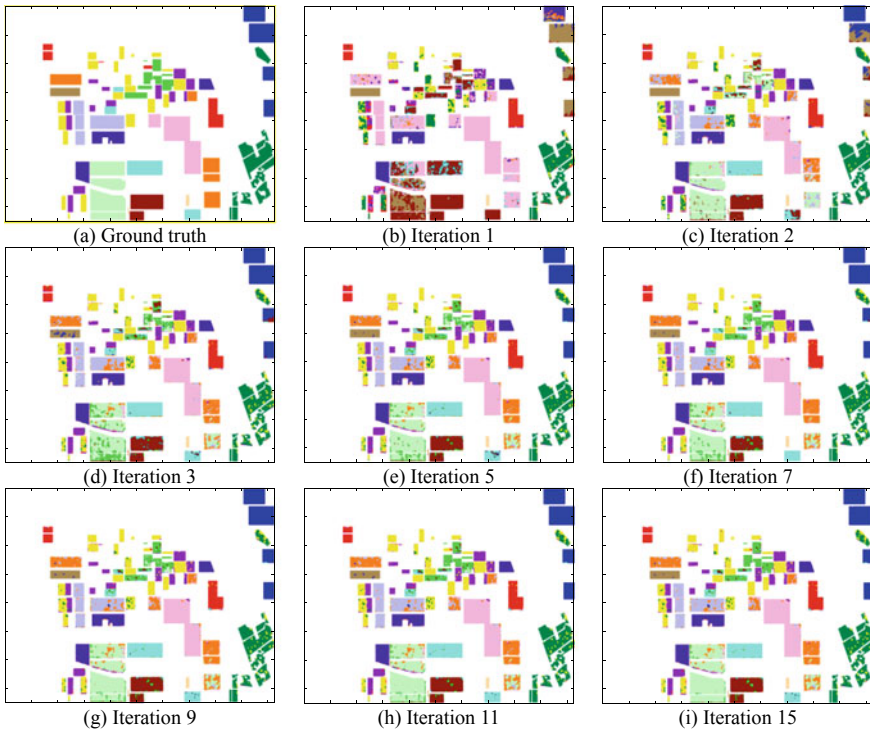 (a) Ground truth
(b) Iteration 1
(c) Iteration 2
(d) Iteration 3
(e) Iteration 5
(f) Iteration 7
(g) Iteration 9
(h) Iteration 11
(i) Iteration 15